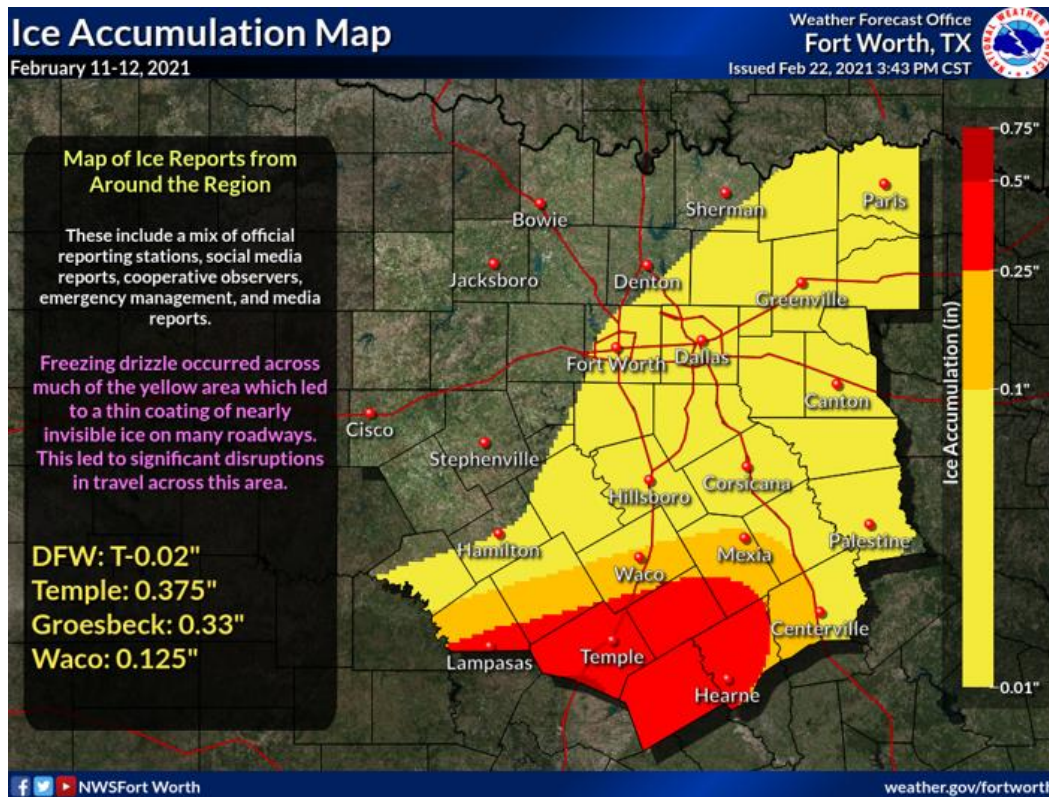 Ice Accumulation Map
February 11-12, 2021
Weather Forecast Office
Fort Worth, TX
Issued Feb 22, 2021 3:43 PM CST
Map of Ice Reports from
Around the Region
These include a mix of official
reporting stations, social media
reports, cooperative observers,
emergency management, and media
reports.
Freezing drizzle occurred across
much of the yellow area which led
to a thin coating of nearly
invisible ice on many roadways.
This led to significant disruptions
in travel across this area.
DFW: T-0.02"
Temple: 0.375"
Groesbeck: 0.33"
Waco: 0.125"
Bowie
Sherman
Paris
Jacksboro
Denton
Greenville
Fort Worth
Dallas
Canton
Cisco
Stephenville
Hillsboro
Corsicana
Hamilton
Mexia
Palestine
Waco
Centerville
Lampasas
Temple
Hearne
Ice Accumulation (in)
0.75"
0.5"
0.25"
0.1"
0.01"
NWSFort Worth
weather.gov/fortworth